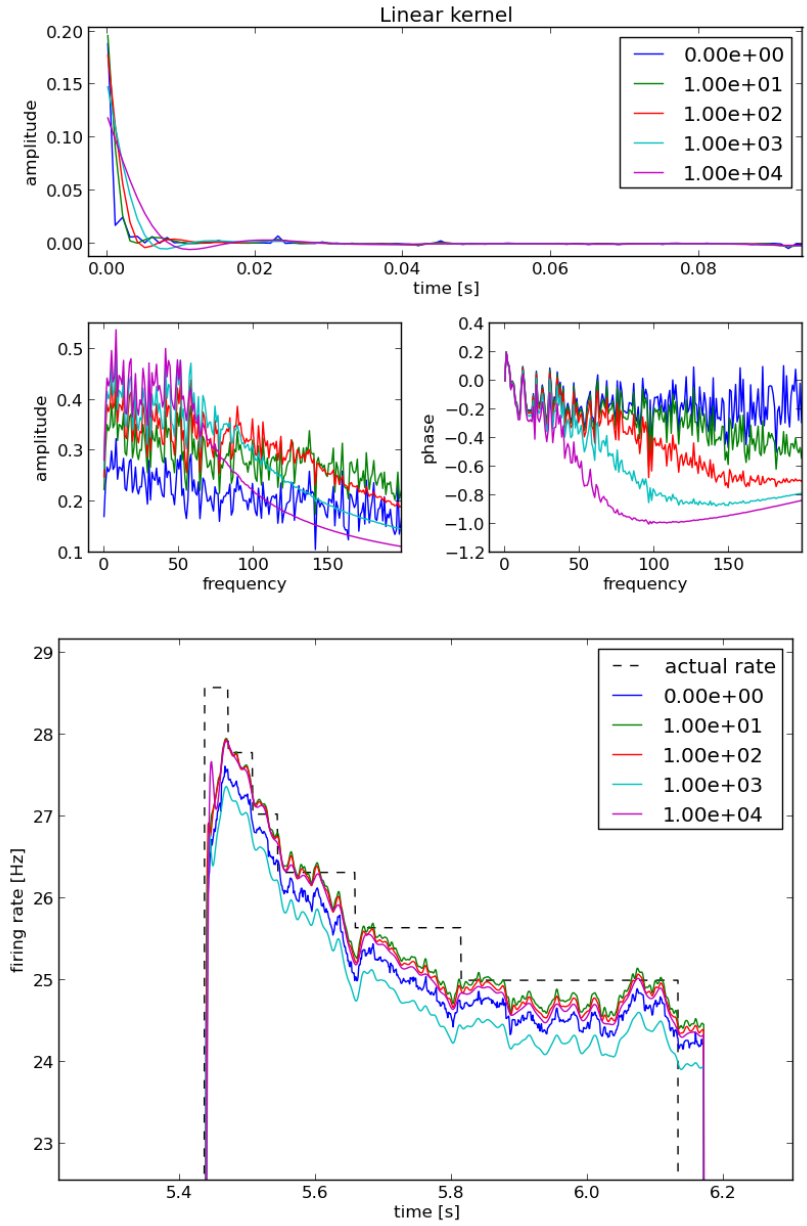 Linear kernel
0.20
0.15
0.10
0.05
0.00
amplitude
0.00e+00
1.00e+01
1.00e+02
1.00e+03
1.00e+04
0.00 0.02 0.04 0.06 0.08
time [s]
0.5
0.4
0.3
0.2
0.1
amplitude
0 50 100 150
frequency
0.4
0.2
0.0
−0.2
−0.4
−0.6
−0.8
−1.0
−1.2
phase
0 50 100 150
frequency
29
28
27
26
25
24
23
firing rate [Hz]
actual rate
0.00e+00
1.00e+01
1.00e+02
1.00e+03
1.00e+04
5.4 5.6 5.8 6.0 6.2
time [s]